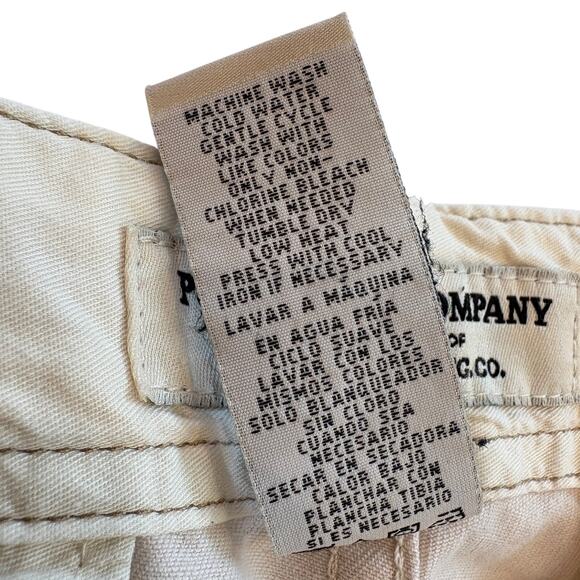 MACHINE WASH
COLD WATER
GENTLE CYCLE
WASH WITH
LIKE COLORS
ONLY NON-
CHLORINE BLEACH
WHEN NEEDED
TUMBLE DRY
LOW HEAT
PRESS WITH COOL
IRON IF NECESSARY
LAVAR A MAQUINA
EN AGUA FRÍA
CICLO SUAVE
LAVAR CON LOS
MISMOS COLORES
SOLO BLANQUEADOR
SIN CLORO
CUANDO SEA
NECESARIO
SECAR EN SECADORA
CALOR BAJO
PLANCHAR CON
PLANCHA TIBIA
SI ES NECESARIO
P OMPANY
OF
G.CO.